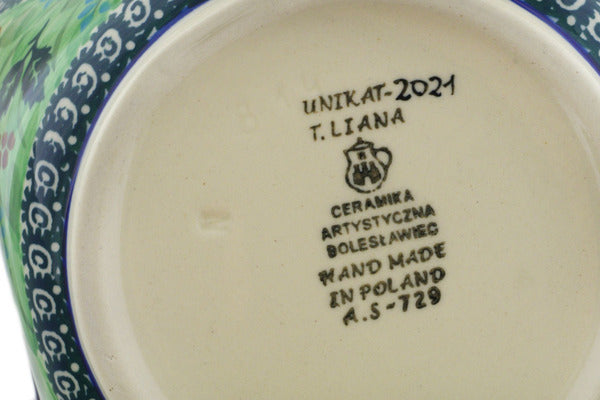 UNIKAT-2021
T. LIANA
CERAMIKA
ARTYSTYCZNA
BOLESŁAWIEC
HAND MADE
IN POLAND
A.S-729